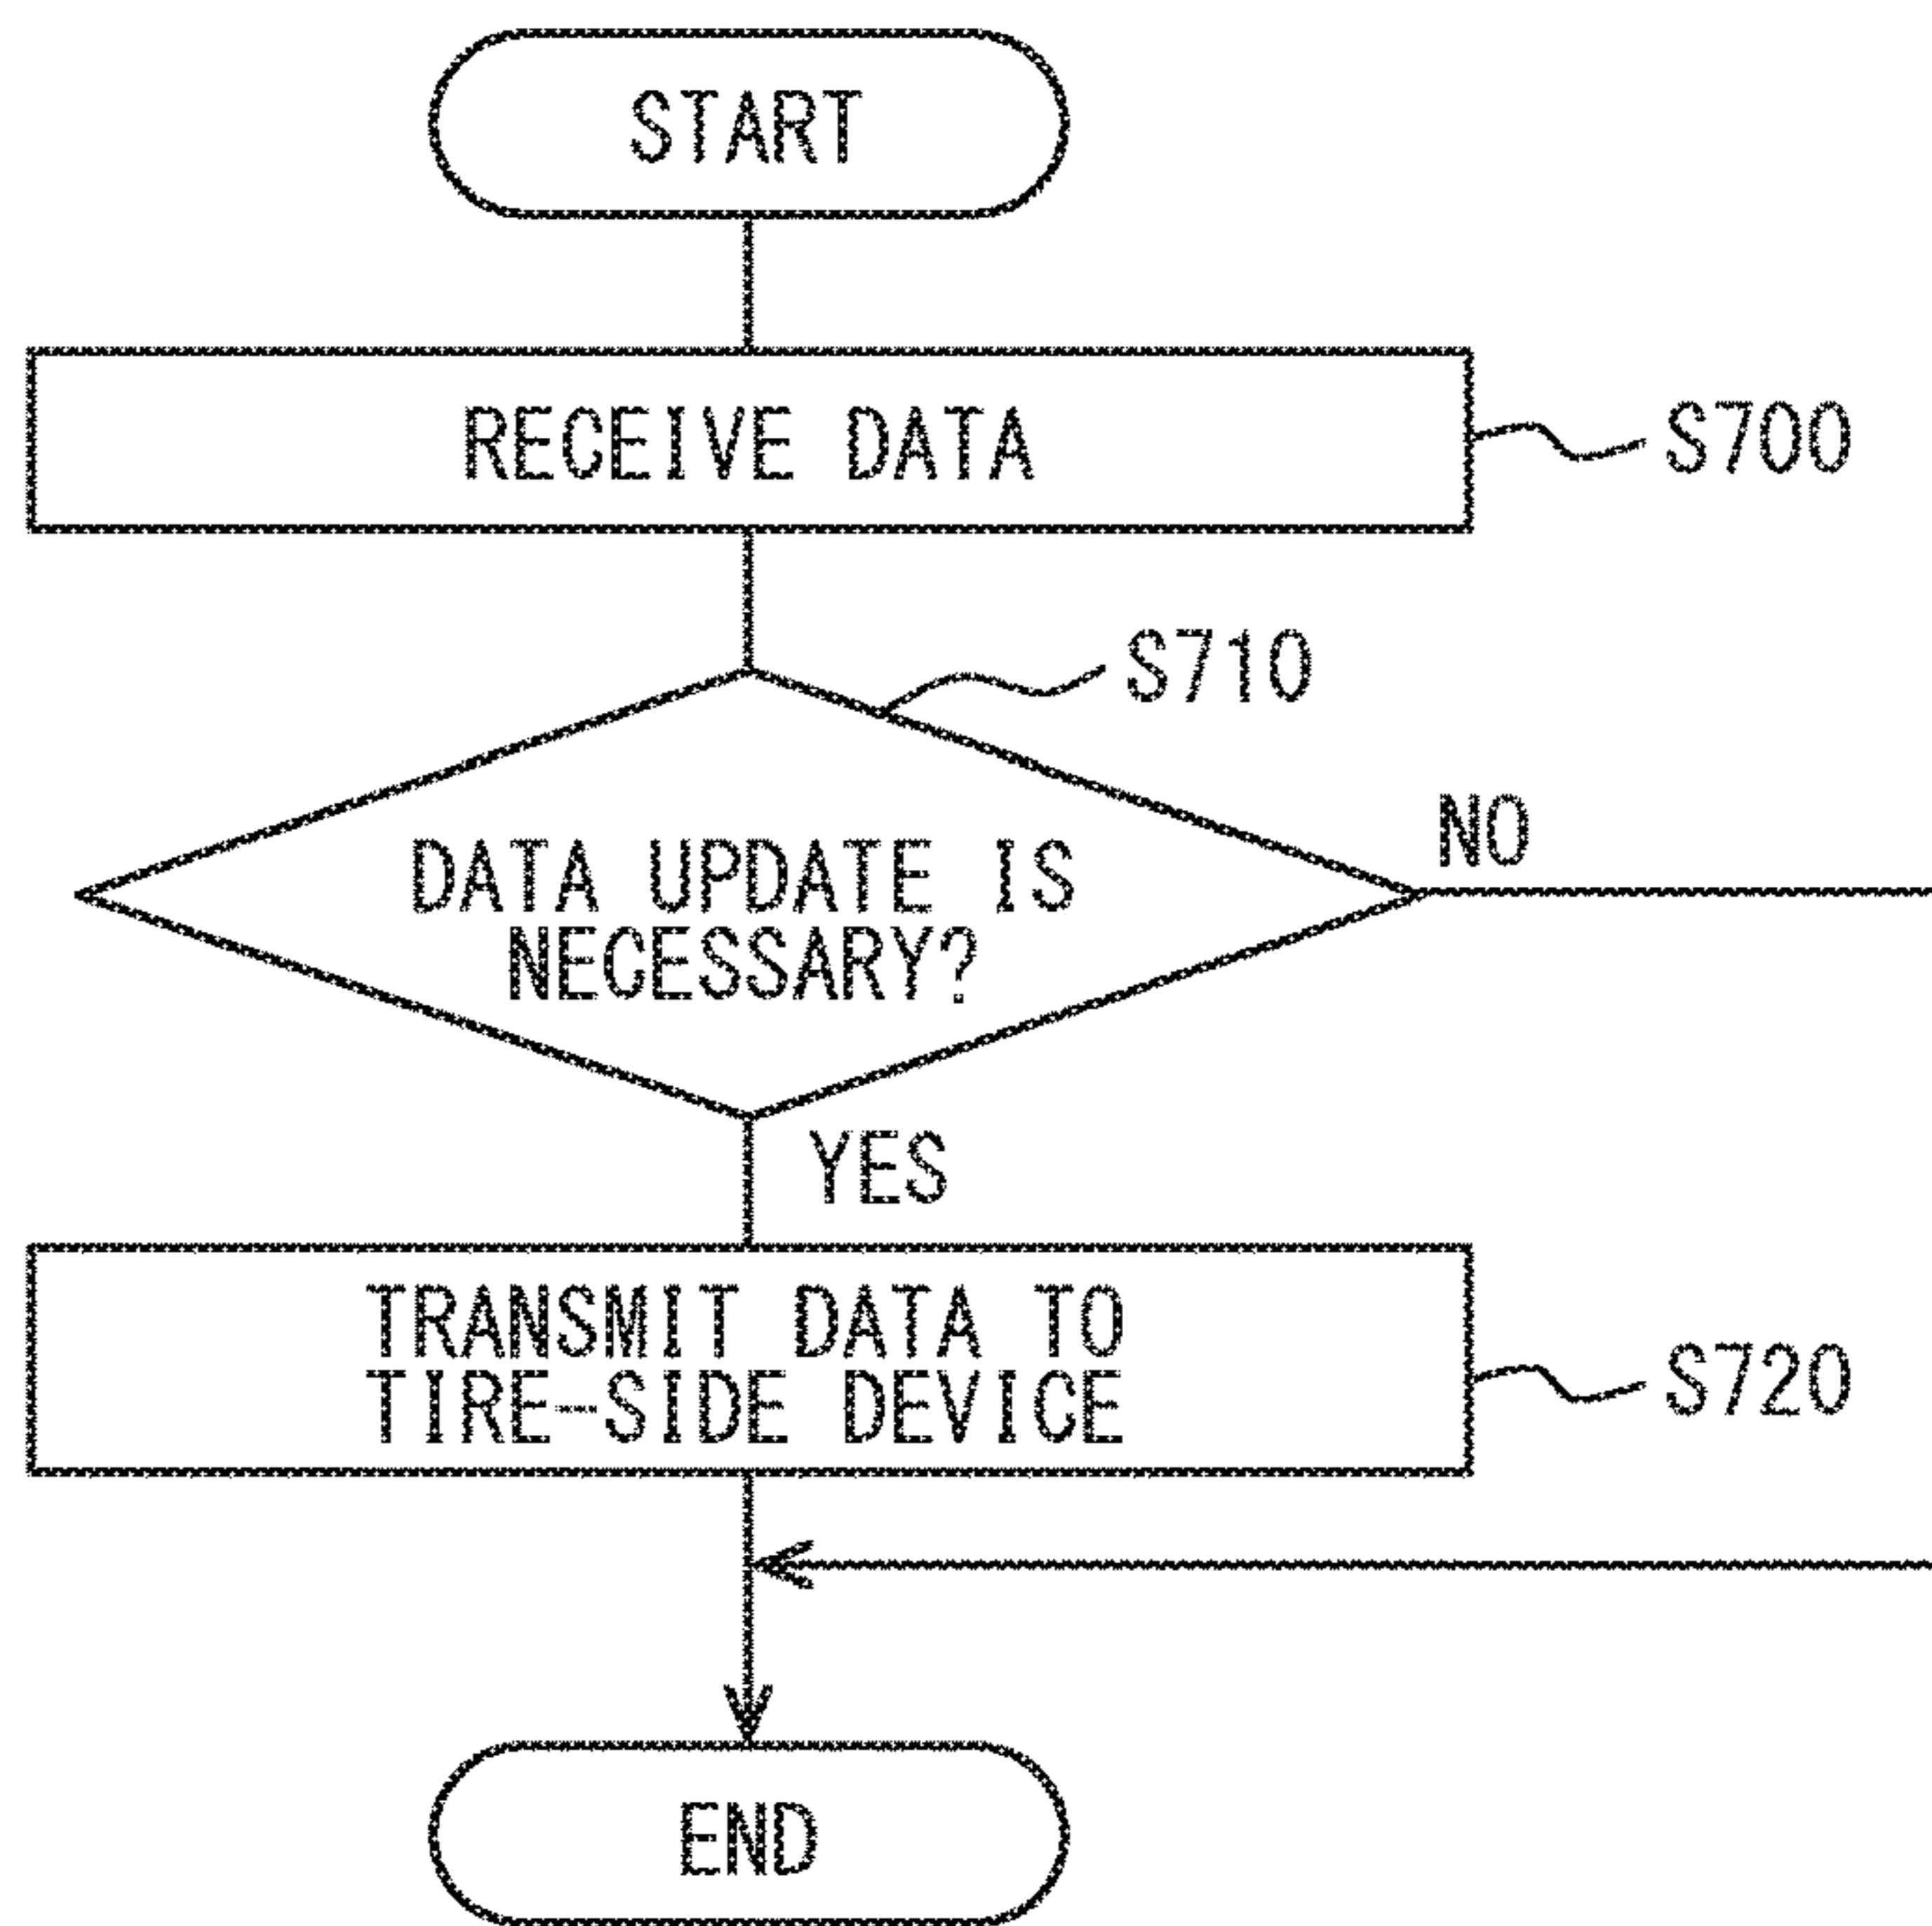 START
RECEIVE DATA
S700
S710
DATA UPDATE IS
NECESSARY?
NO
YES
TRANSMIT DATA TO
TIRE-SIDE DEVICE
S720
END